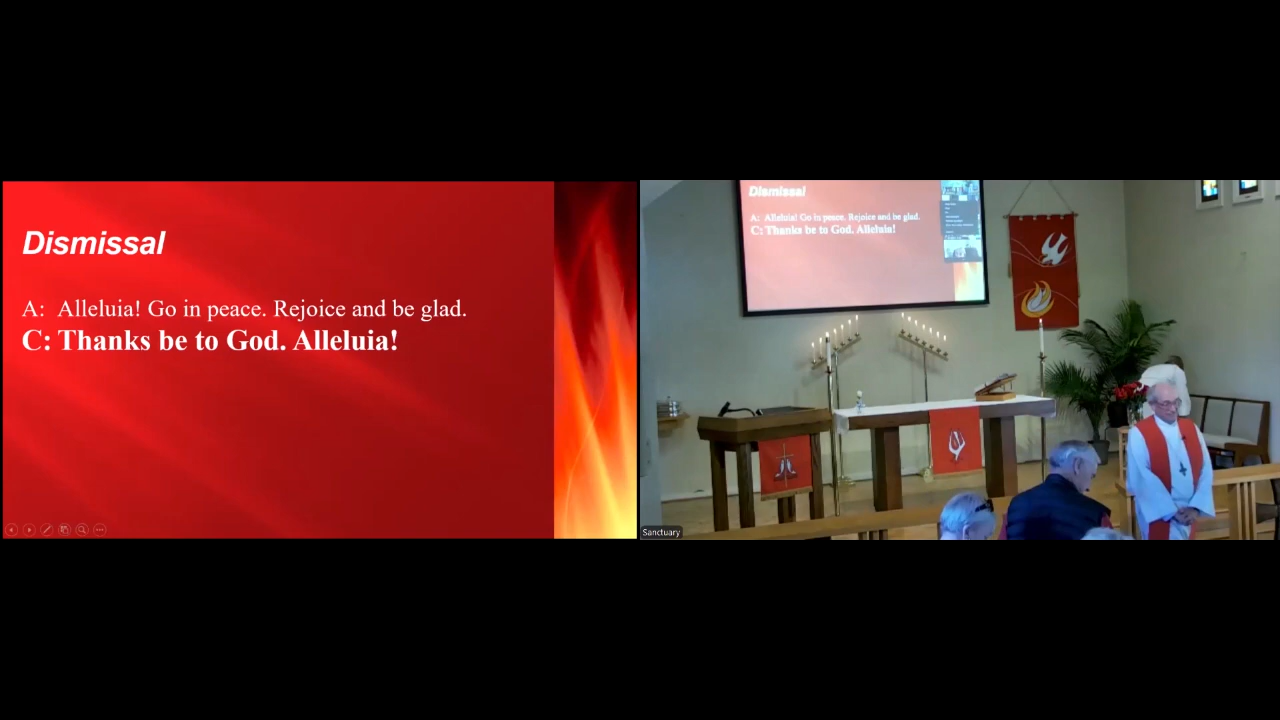 Dismissal
A: Alleluia! Go in peace. Rejoice and be glad.
C: Thanks be to God. Alleluia!
Dismissal
A: Alleluia! Go in peace. Rejoice and be glad.
C: Thanks be to God. Alleluia!
Sanctuary